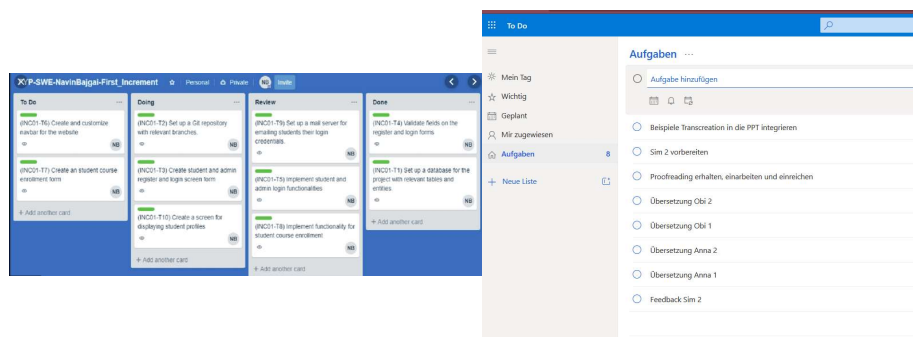 XYP-SWE-NavinBajgai-First_Increment
Personal
Private
NB
Invite
To Do
(INC01-T6) Create and customize
navbar for the website
NB
(INC01-T7) Create an student course
enrollment form
NB
+ Add another card
Doing
(INC01-T2) Set up a Git repository
with relevant branches.
NB
(INC01-T3) Create student and admin
register and login screen form
NB
(INC01-T10) Create a screen for
displaying student profiles
NB
+ Add another card
Review
(INC01-T9) Set up a mail server for
emailing students their login
credentials.
NB
(INC01-T5) Implement student and
admin login functionalities
NB
(INC01-T8) Implement functionality for
student course enrollment
NB
+ Add another card
Done
(INC01-T4) Validate fields on the
register and login forms
NB
(INC01-T1) Set up a database for the
project with relevant tables and
entities.
NB
+ Add another card
To Do
Mein Tag
Wichtig
Geplant
Mir zugewiesen
Aufgaben 8
+ Neue Liste
Aufgaben ...
Aufgabe hinzufügen
Beispiele Transcreation in die PPT integrieren
Sim 2 vorbereiten
Proofreading erhalten, einarbeiten und einreichen
Übersetzung Obi 2
Übersetzung Obi 1
Übersetzung Anna 2
Übersetzung Anna 1
Feedback Sim 2